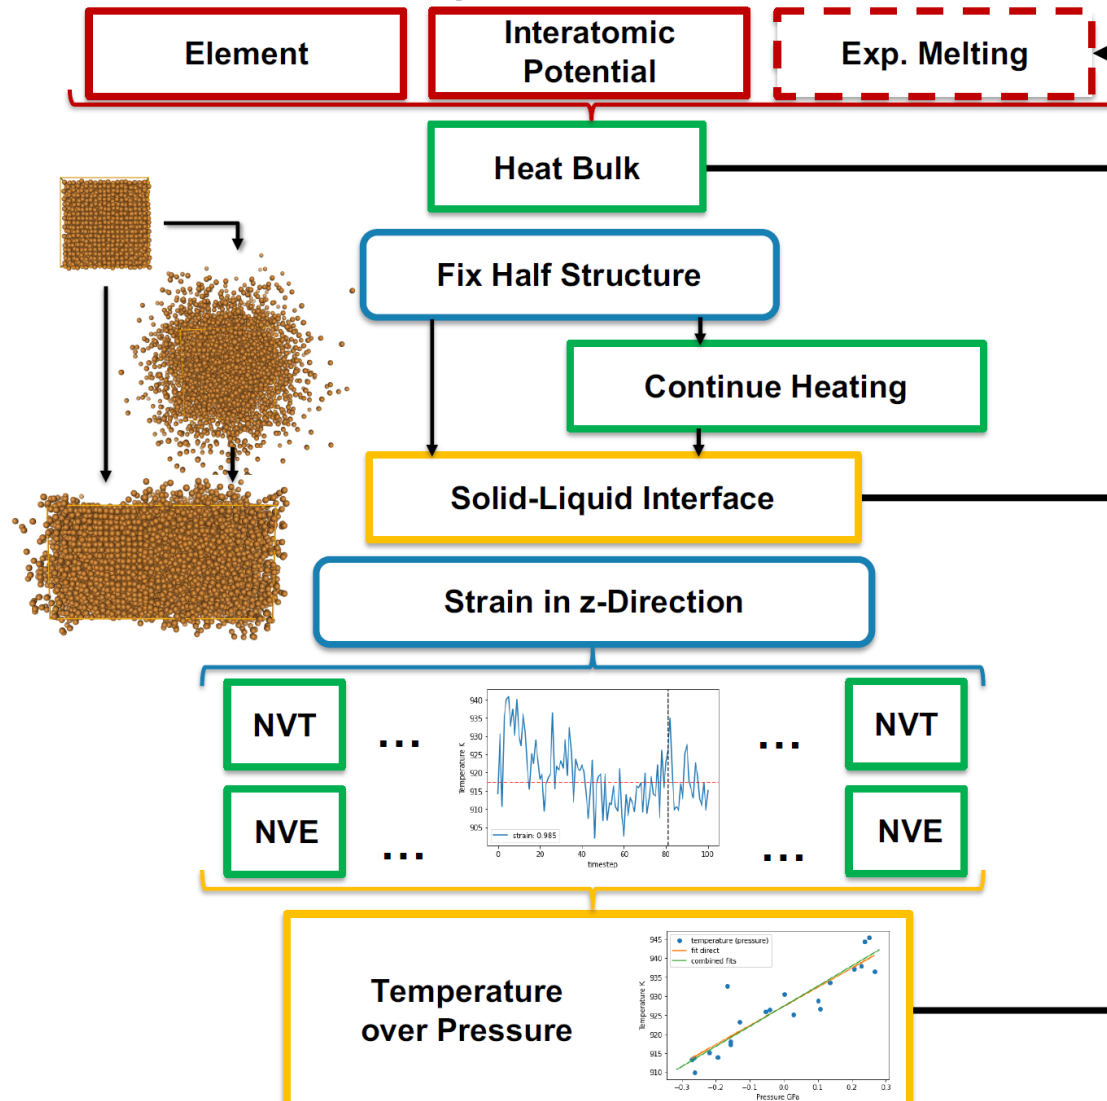 Element
Interatomic
Potential
Exp. Melting
Heat Bulk
Fix Half Structure
Continue Heating
Solid-Liquid Interface
Strain in z-Direction
NVT
...
...
NVT
NVE
...
...
NVE
Temperature K
940
935
930
925
920
915
910
905
strain: 0.985
0
20
40
60
80
100
timestep
Temperature
over Pressure
Temperature K
945
940
935
930
925
920
915
910
temperature (pressure)
fit direct
combined fits
−0.3
−0.2
−0.1
0.0
0.1
0.2
0.3
Pressure GPa